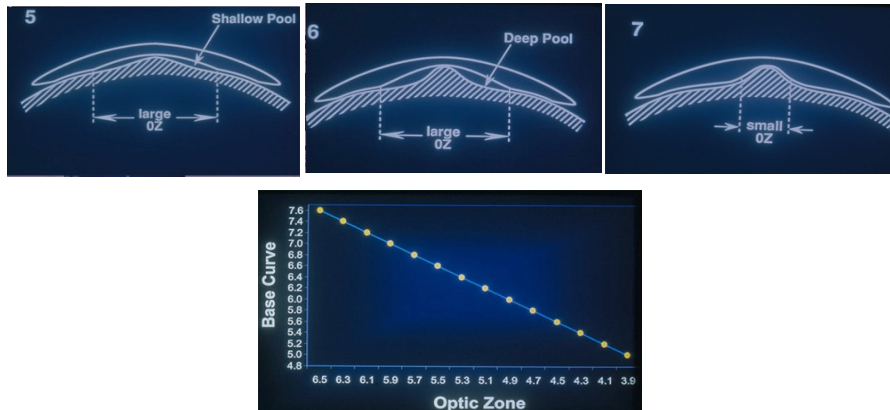 5
Shallow Pool
large
OZ
6
Deep Pool
large
OZ
7
small
OZ
Base Curve
7.6
7.4
7.2
7.0
6.8
6.6
6.4
6.2
6.0
5.8
5.6
5.4
5.2
5.0
4.8
6.5 6.3 6.1 5.9 5.7 5.5 5.3 5.1 4.9 4.7 4.5 4.3 4.1 3.9
Optic Zone